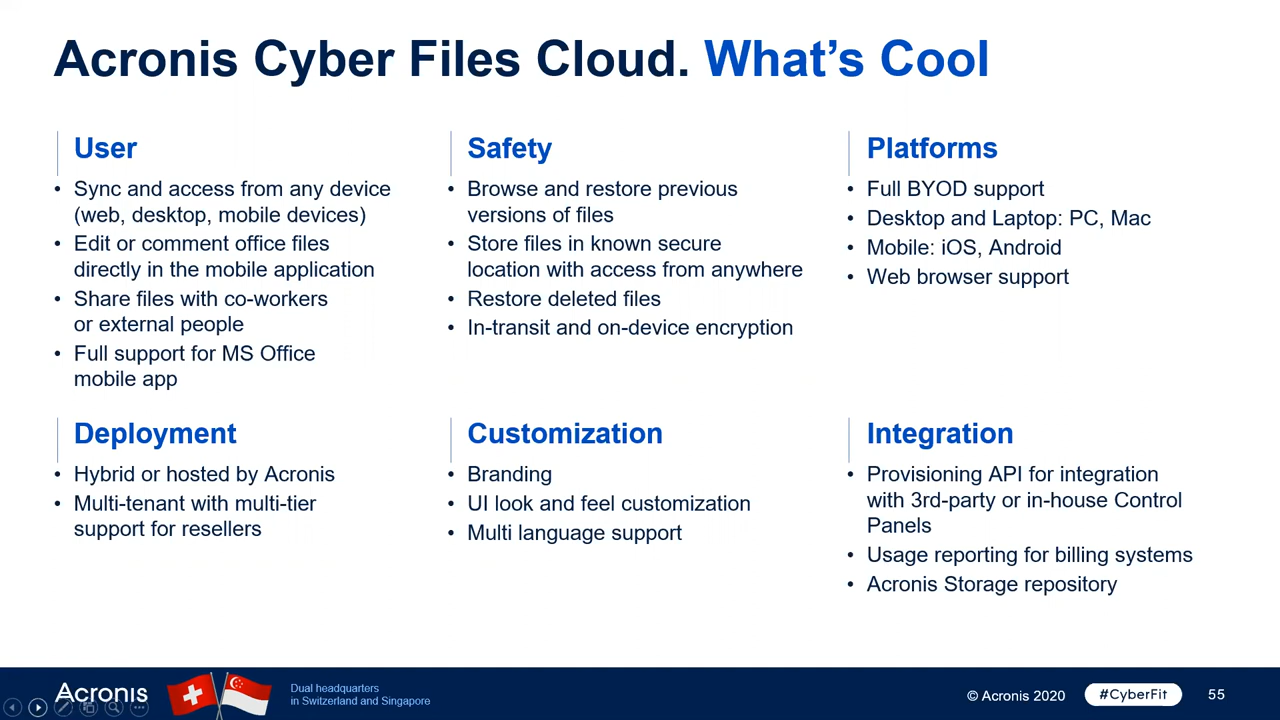 Acronis Cyber Files Cloud. What's Cool
User
• Sync and access from any device
(web, desktop, mobile devices)
• Edit or comment office files
directly in the mobile application
• Share files with co-workers
or external people
• Full support for MS Office
mobile app
Safety
• Browse and restore previous
versions of files
• Store files in known secure
location with access from anywhere
• Restore deleted files
• In-transit and on-device encryption
Platforms
• Full BYOD support
• Desktop and Laptop: PC, Mac
• Mobile: iOS, Android
• Web browser support
Deployment
• Hybrid or hosted by Acronis
• Multi-tenant with multi-tier
support for resellers
Customization
• Branding
• UI look and feel customization
• Multi language support
Integration
• Provisioning API for integration
with 3rd-party or in-house Control
Panels
• Usage reporting for billing systems
• Acronis Storage repository
Acronis
Dual headquarters
in Switzerland and Singapore
© Acronis 2020
#CyberFit
55